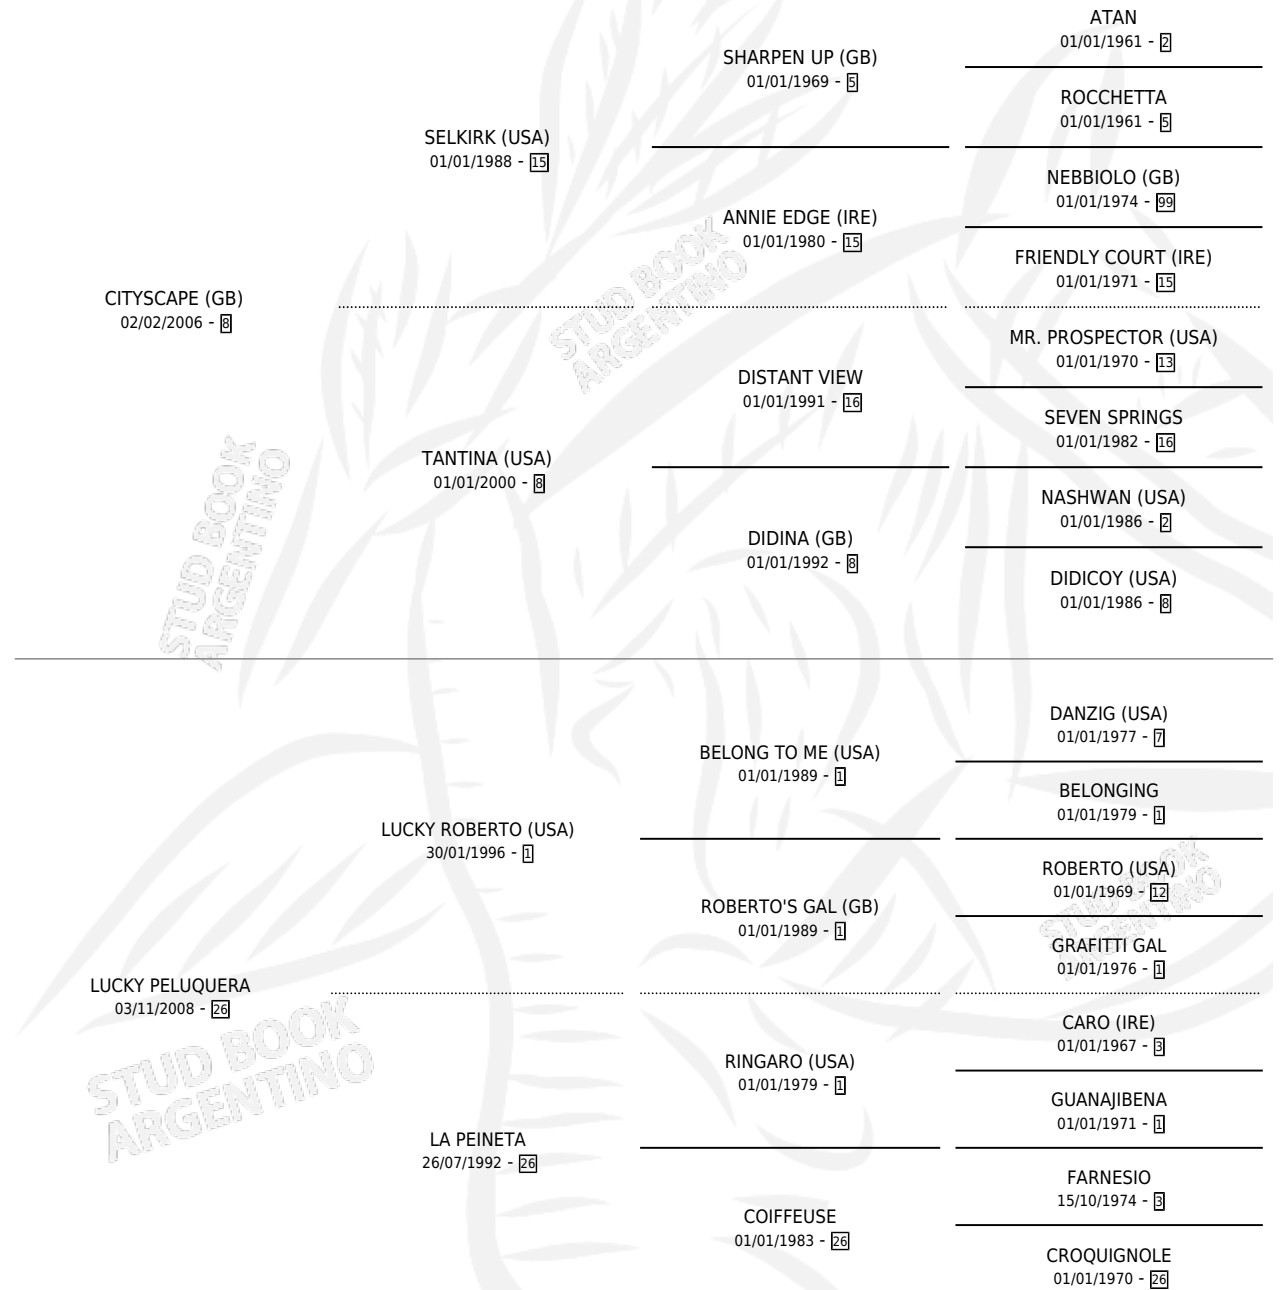 ATAN
01/01/1961 - 2
SHARPEN UP (GB)
01/01/1969 - 5
ROCCHETTA
01/01/1961 - 5
SELKIRK (USA)
01/01/1988 - 15
NEBBIOLO (GB)
01/01/1974 - 99
ANNIE EDGE (IRE)
01/01/1980 - 15
FRIENDLY COURT (IRE)
01/01/1971 - 15
CITYSCAPE (GB)
02/02/2006 - 8
STUD BOOK
ARGENTINO
MR. PROSPECTOR (USA)
01/01/1970 - 13
DISTANT VIEW
01/01/1991 - 16
SEVEN SPRINGS
01/01/1982 - 16
TANTINA (USA)
01/01/2000 - 8
NASHWAN (USA)
01/01/1986 - 2
DIDINA (GB)
01/01/1992 - 8
DIDICOY (USA)
01/01/1986 - 8
STUD BOOK
ARGENTINO
DANZIG (USA)
01/01/1977 - 7
BELONG TO ME (USA)
01/01/1989 - 1
BELONGING
01/01/1979 - 1
LUCKY ROBERTO (USA)
30/01/1996 - 1
ROBERTO (USA)
01/01/1969 - 12
ROBERTO'S GAL (GB)
01/01/1989 - 1
GRAFITTI GAL
01/01/1976 - 1
STUD BOOK
ARGENTINO
LUCKY PELUQUERA
03/11/2008 - 26
CARO (IRE)
01/01/1967 - 3
RINGARO (USA)
01/01/1979 - 1
GUANAJIBENA
01/01/1971 - 1
STUD BOOK
ARGENTINO
LA PEINETA
26/07/1992 - 26
FARNESIO
15/10/1974 - 3
COIFFEUSE
01/01/1983 - 26
CROQUIGNOLE
01/01/1970 - 26